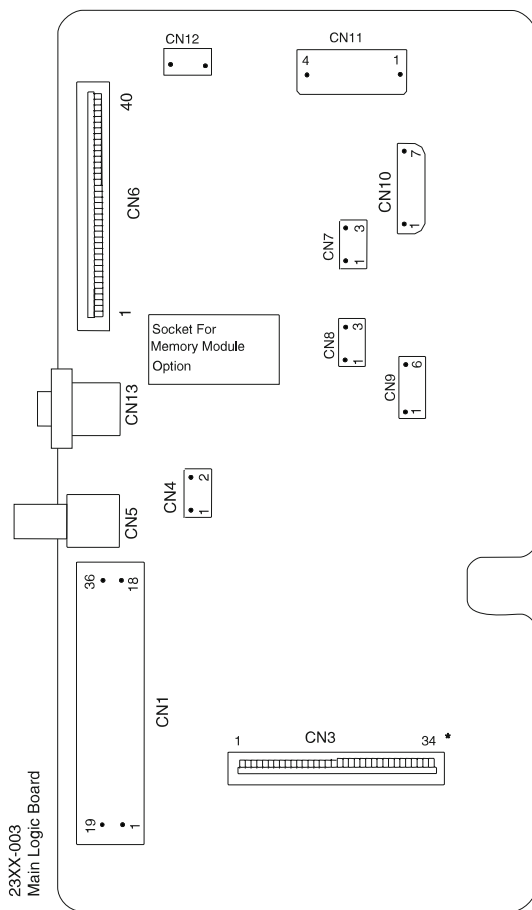 CN12
CN11
4 1
40
CN6
1
7
CN10
1
3
CN7
1
Socket For
Memory Module
Option
3
CN8
1
6
CN9
1
CN13
2
CN4
1
CN5
36 18
CN1
19 1
1 CN3 34 *
23XX-003
Main Logic Board